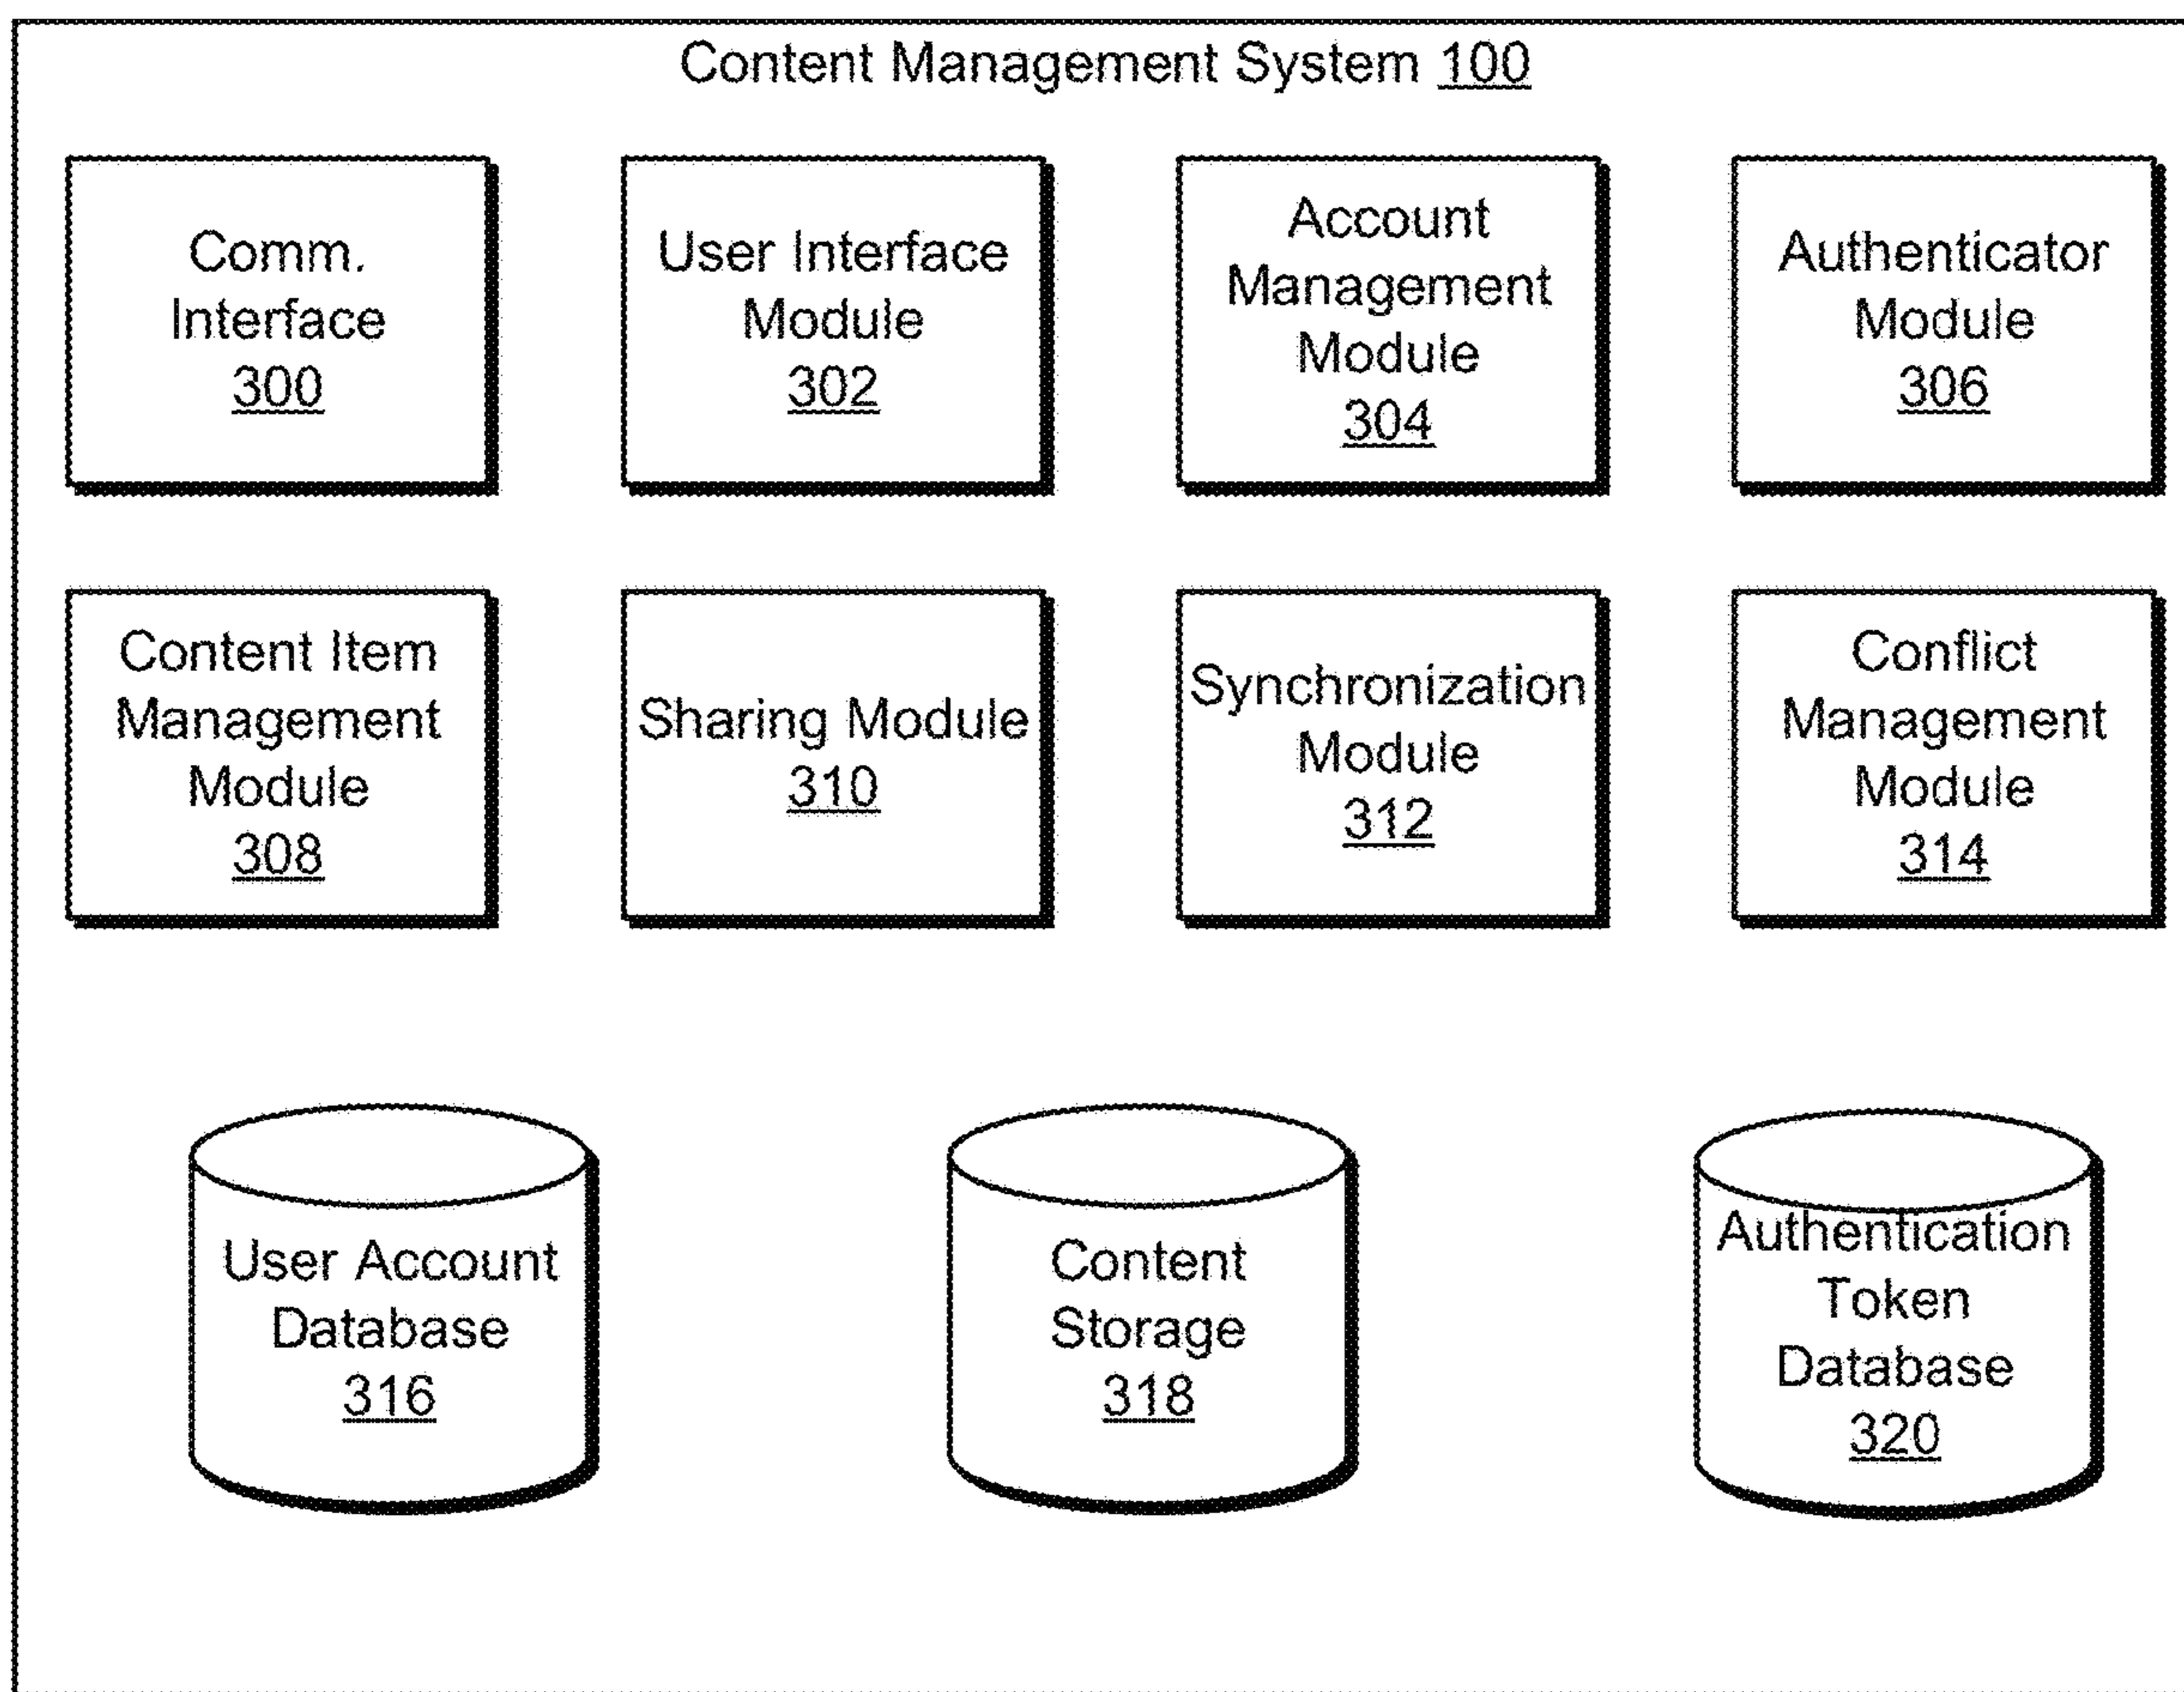 Content Management System 100
Comm.
Interface
300
User Interface
Module
302
Account
Management
Module
304
Authenticator
Module
306
Content Item
Management
Module
308
Sharing Module
310
Synchronization
Module
312
Conflict
Management
Module
314
User Account
Database
316
Content
Storage
318
Authentication
Token
Database
320